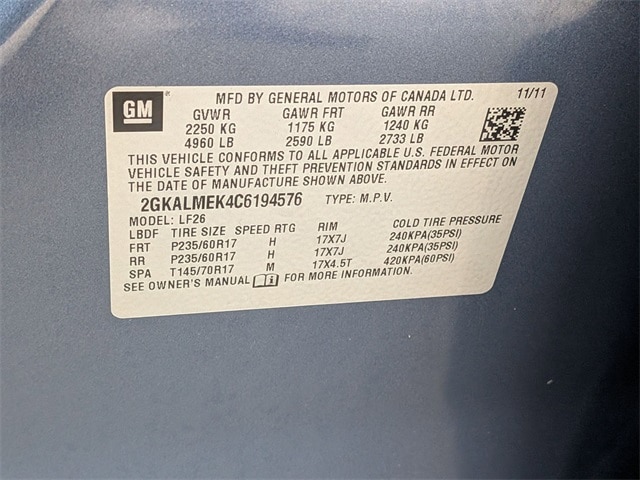 GM ® MFD BY GENERAL MOTORS OF CANADA LTD. 11/11
GVWR GAWR FRT GAWR RR
2250 KG 1175 KG 1240 KG
4960 LB 2590 LB 2733 LB
THIS VEHICLE CONFORMS TO ALL APPLICABLE U.S. FEDERAL MOTOR
VEHICLE SAFETY AND THEFT PREVENTION STANDARDS IN EFFECT ON
THE DATE OF MANUFACTURE SHOWN ABOVE.
2GKALMEK4C6194576 TYPE: M.P.V.
MODEL: LF26
LBDF TIRE SIZE SPEED RTG RIM COLD TIRE PRESSURE
FRT P235/60R17 H 17X7J 240KPA(35PSI)
RR P235/60R17 H 17X7J 240KPA(35PSI)
SPA T145/70R17 M 17X4.5T 420KPA(60PSI)
SEE OWNER'S MANUAL FOR MORE INFORMATION.